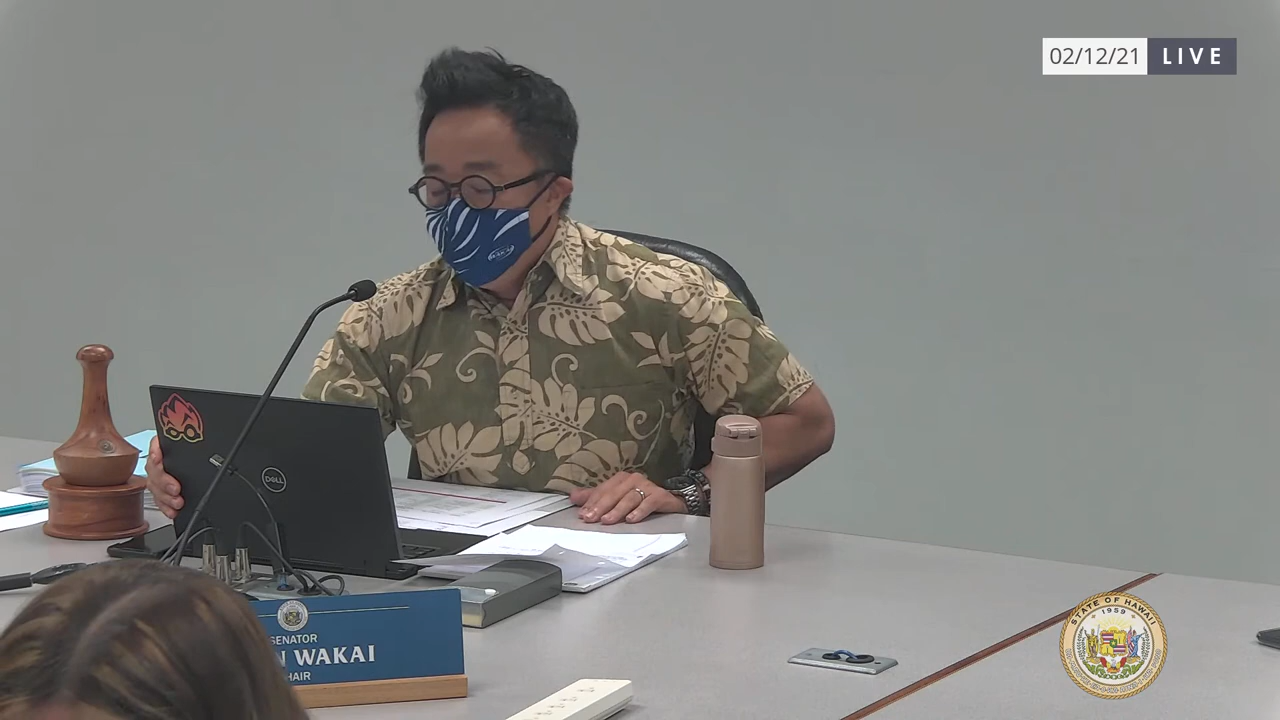 02/12/21 LIVE
DELL
SENATOR
N WAKAI
HAIR
STATE OF HAWAII
1959